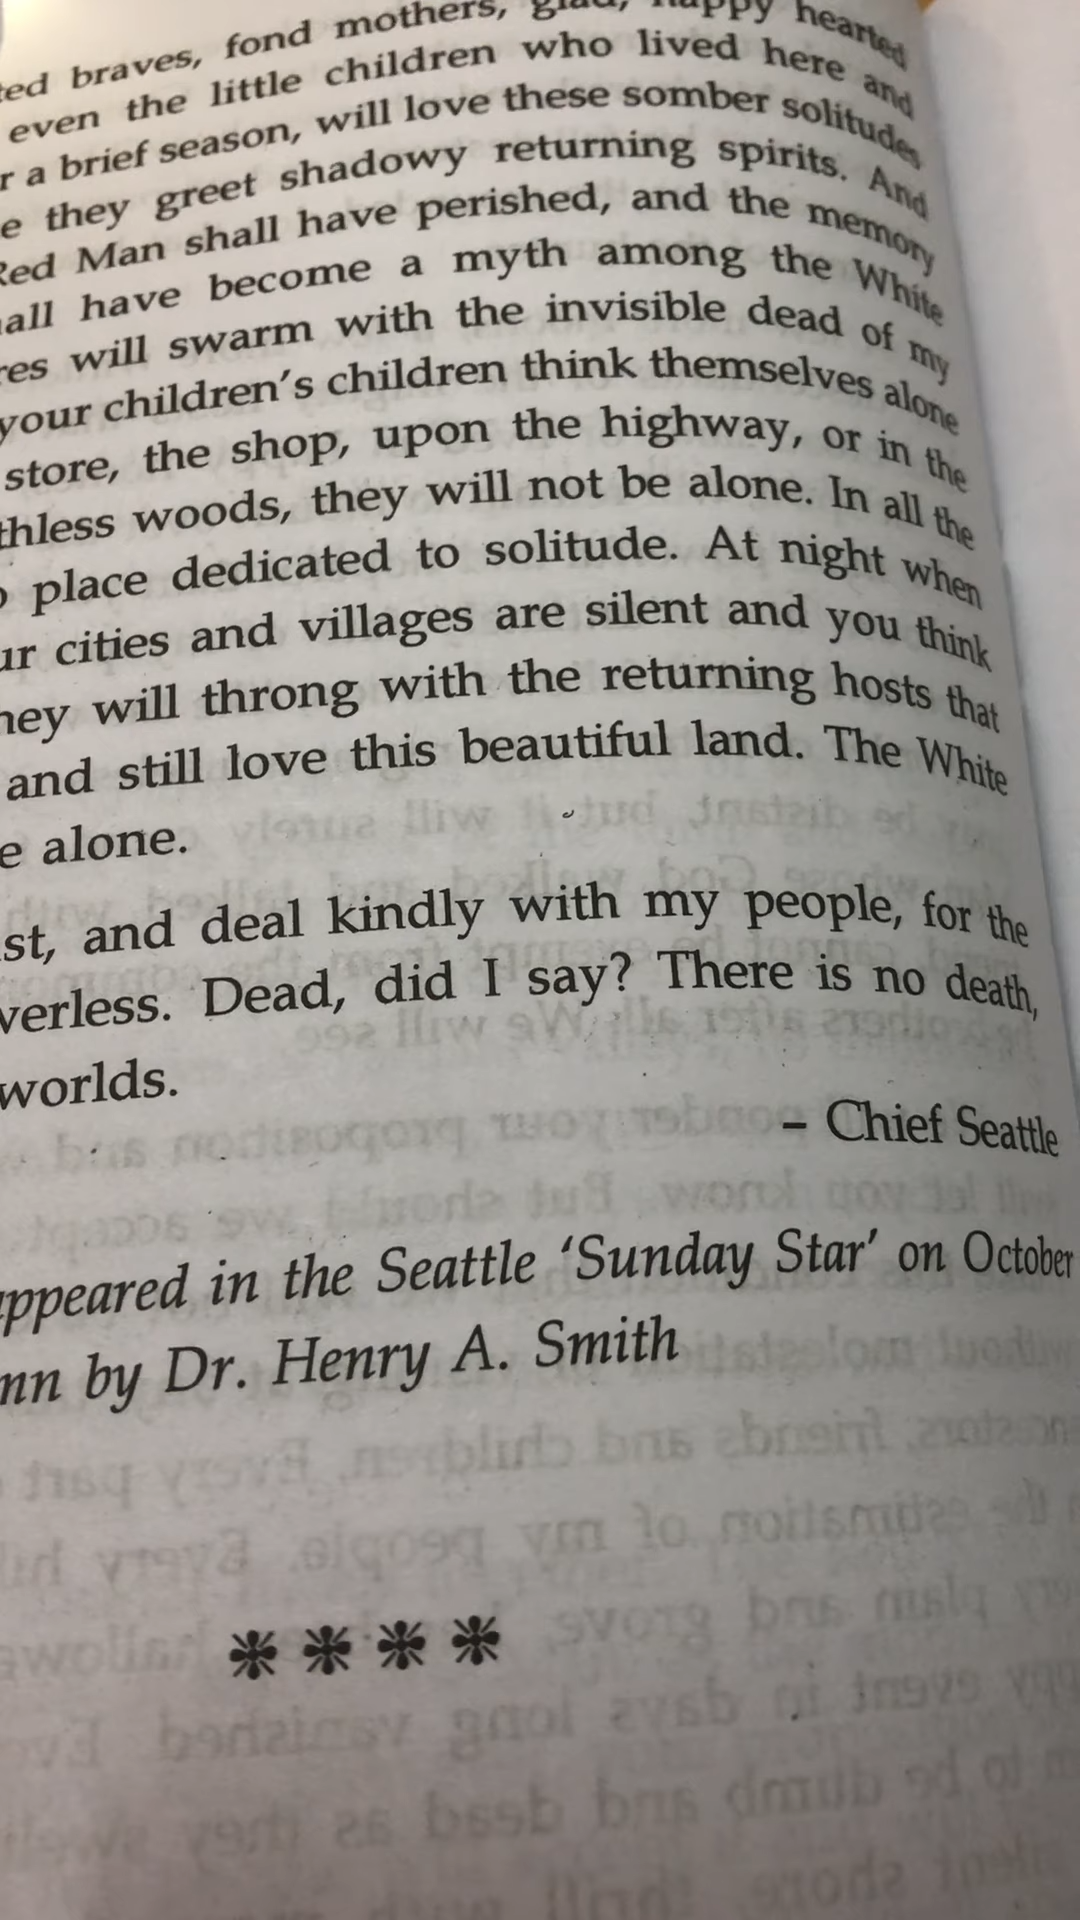 braves, fond mothers, glad, happy hearted
even the little children who lived here and
a brief season, will love these somber solitudes
they greet shadowy returning spirits. And
Red Man shall have perished, and the memory
have become a myth among the White
will swarm with the invisible dead of my
your children's children think themselves alone
store, the shop, upon the highway, or in the
thless woods, they will not be alone. In all the
place dedicated to solitude. At night when
ur cities and villages are silent and you think
hey will throng with the returning hosts that
and still love this beautiful land. The White
e alone.
st, and deal kindly with my people, for the
verless. Dead, did I say? There is no death,
worlds.
– Chief Seattle
appeared in the Seattle 'Sunday Star' on October
mn by Dr. Henry A. Smith